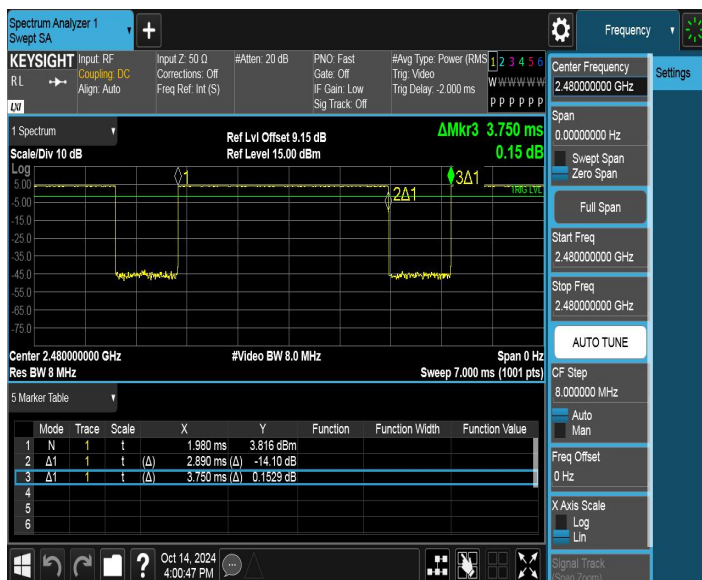 Spectrum Analyzer 1
Swept SA
+
Frequency
KEYSIGHT
RL
LXI
Input: RF
Coupling: DC
Align: Auto
Input Z: 50 Ω
Corrections: Off
Freq Ref: Int (S)
#Atten: 20 dB
PNO: Fast
Gate: Off
IF Gain: Low
Sig Track: Off
#Avg Type: Power (RMS
Trig: Video
Trig Delay: -2.000 ms
1 2 3 4 5 6
W W W W W W
P P P P P P
Center Frequency
2.480000000 GHz
Settings
Span
0.00000000 Hz
Swept Span
Zero Span
Full Span
Start Freq
2.480000000 GHz
Stop Freq
2.480000000 GHz
AUTO TUNE
CF Step
8.000000 MHz
Auto
Man
Freq Offset
0 Hz
X Axis Scale
Log
Lin
Signal Track
(Span Zoom)
1 Spectrum
Scale/Div 10 dB
Ref Lvl Offset 9.15 dB
Ref Level 15.00 dBm
ΔMkr3 3.750 ms
0.15 dB
Log
5.00
-5.00
-15.0
-25.0
-35.0
-45.0
-55.0
-65.0
-75.0
1
2Δ1
3Δ1
TRIG LVL
Center 2.480000000 GHz
#Video BW 8.0 MHz
Span 0 Hz
Res BW 8 MHz
Sweep 7.000 ms (1001 pts)
5 Marker Table
Mode Trace Scale X Y Function Function Width Function Value
1 N 1 t 1.980 ms 3.816 dBm
2 Δ1 1 t (Δ) 2.890 ms (Δ) -14.10 dB
3 Δ1 1 t (Δ) 3.750 ms (Δ) 0.1529 dB
4
5
6
?
Oct 14, 2024
4:00:47 PM